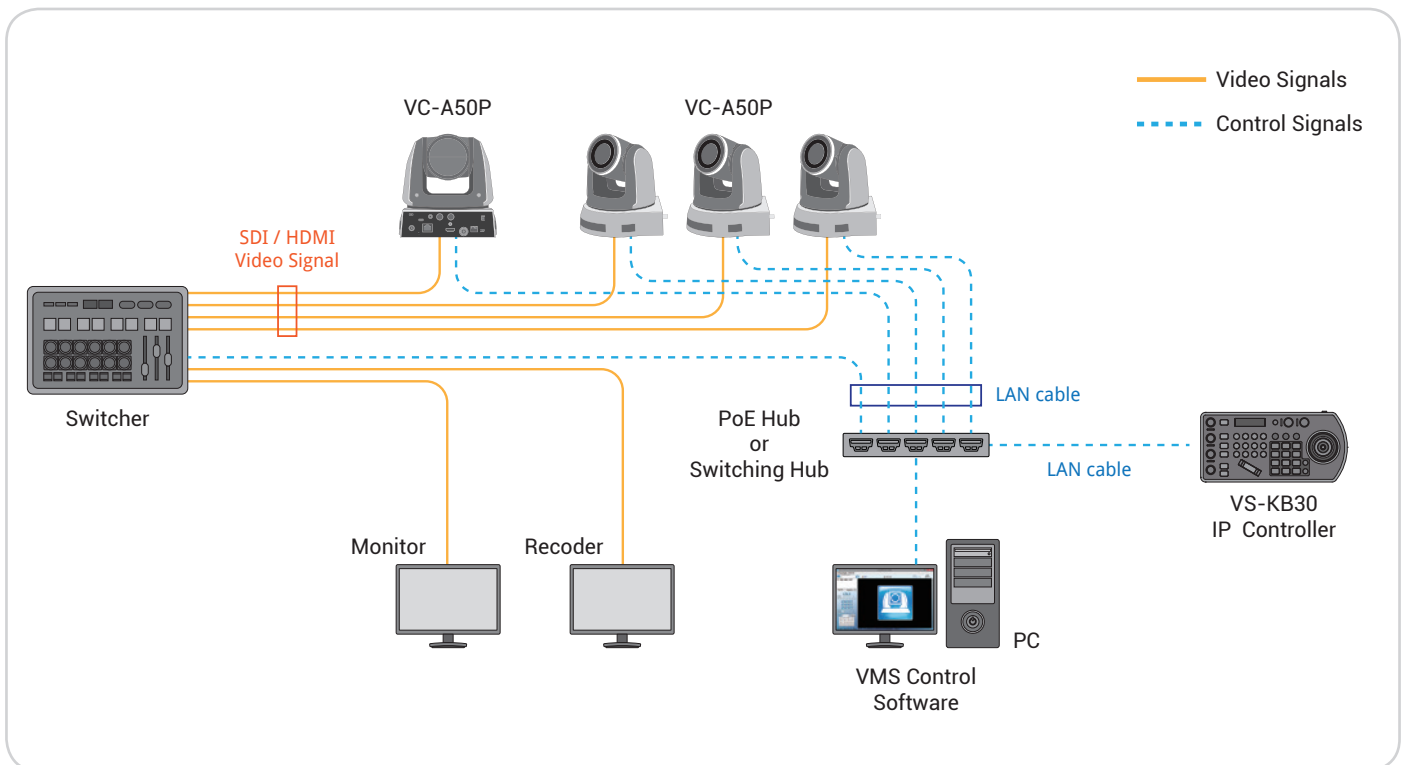 Video Signals
Control Signals
VC-A50P
VC-A50P
SDI / HDMI
Video Signal
Switcher
LAN cable
PoE Hub
or
Switching Hub
LAN cable
VS-KB30
IP Controller
Monitor
Recoder
PC
VMS Control
Software